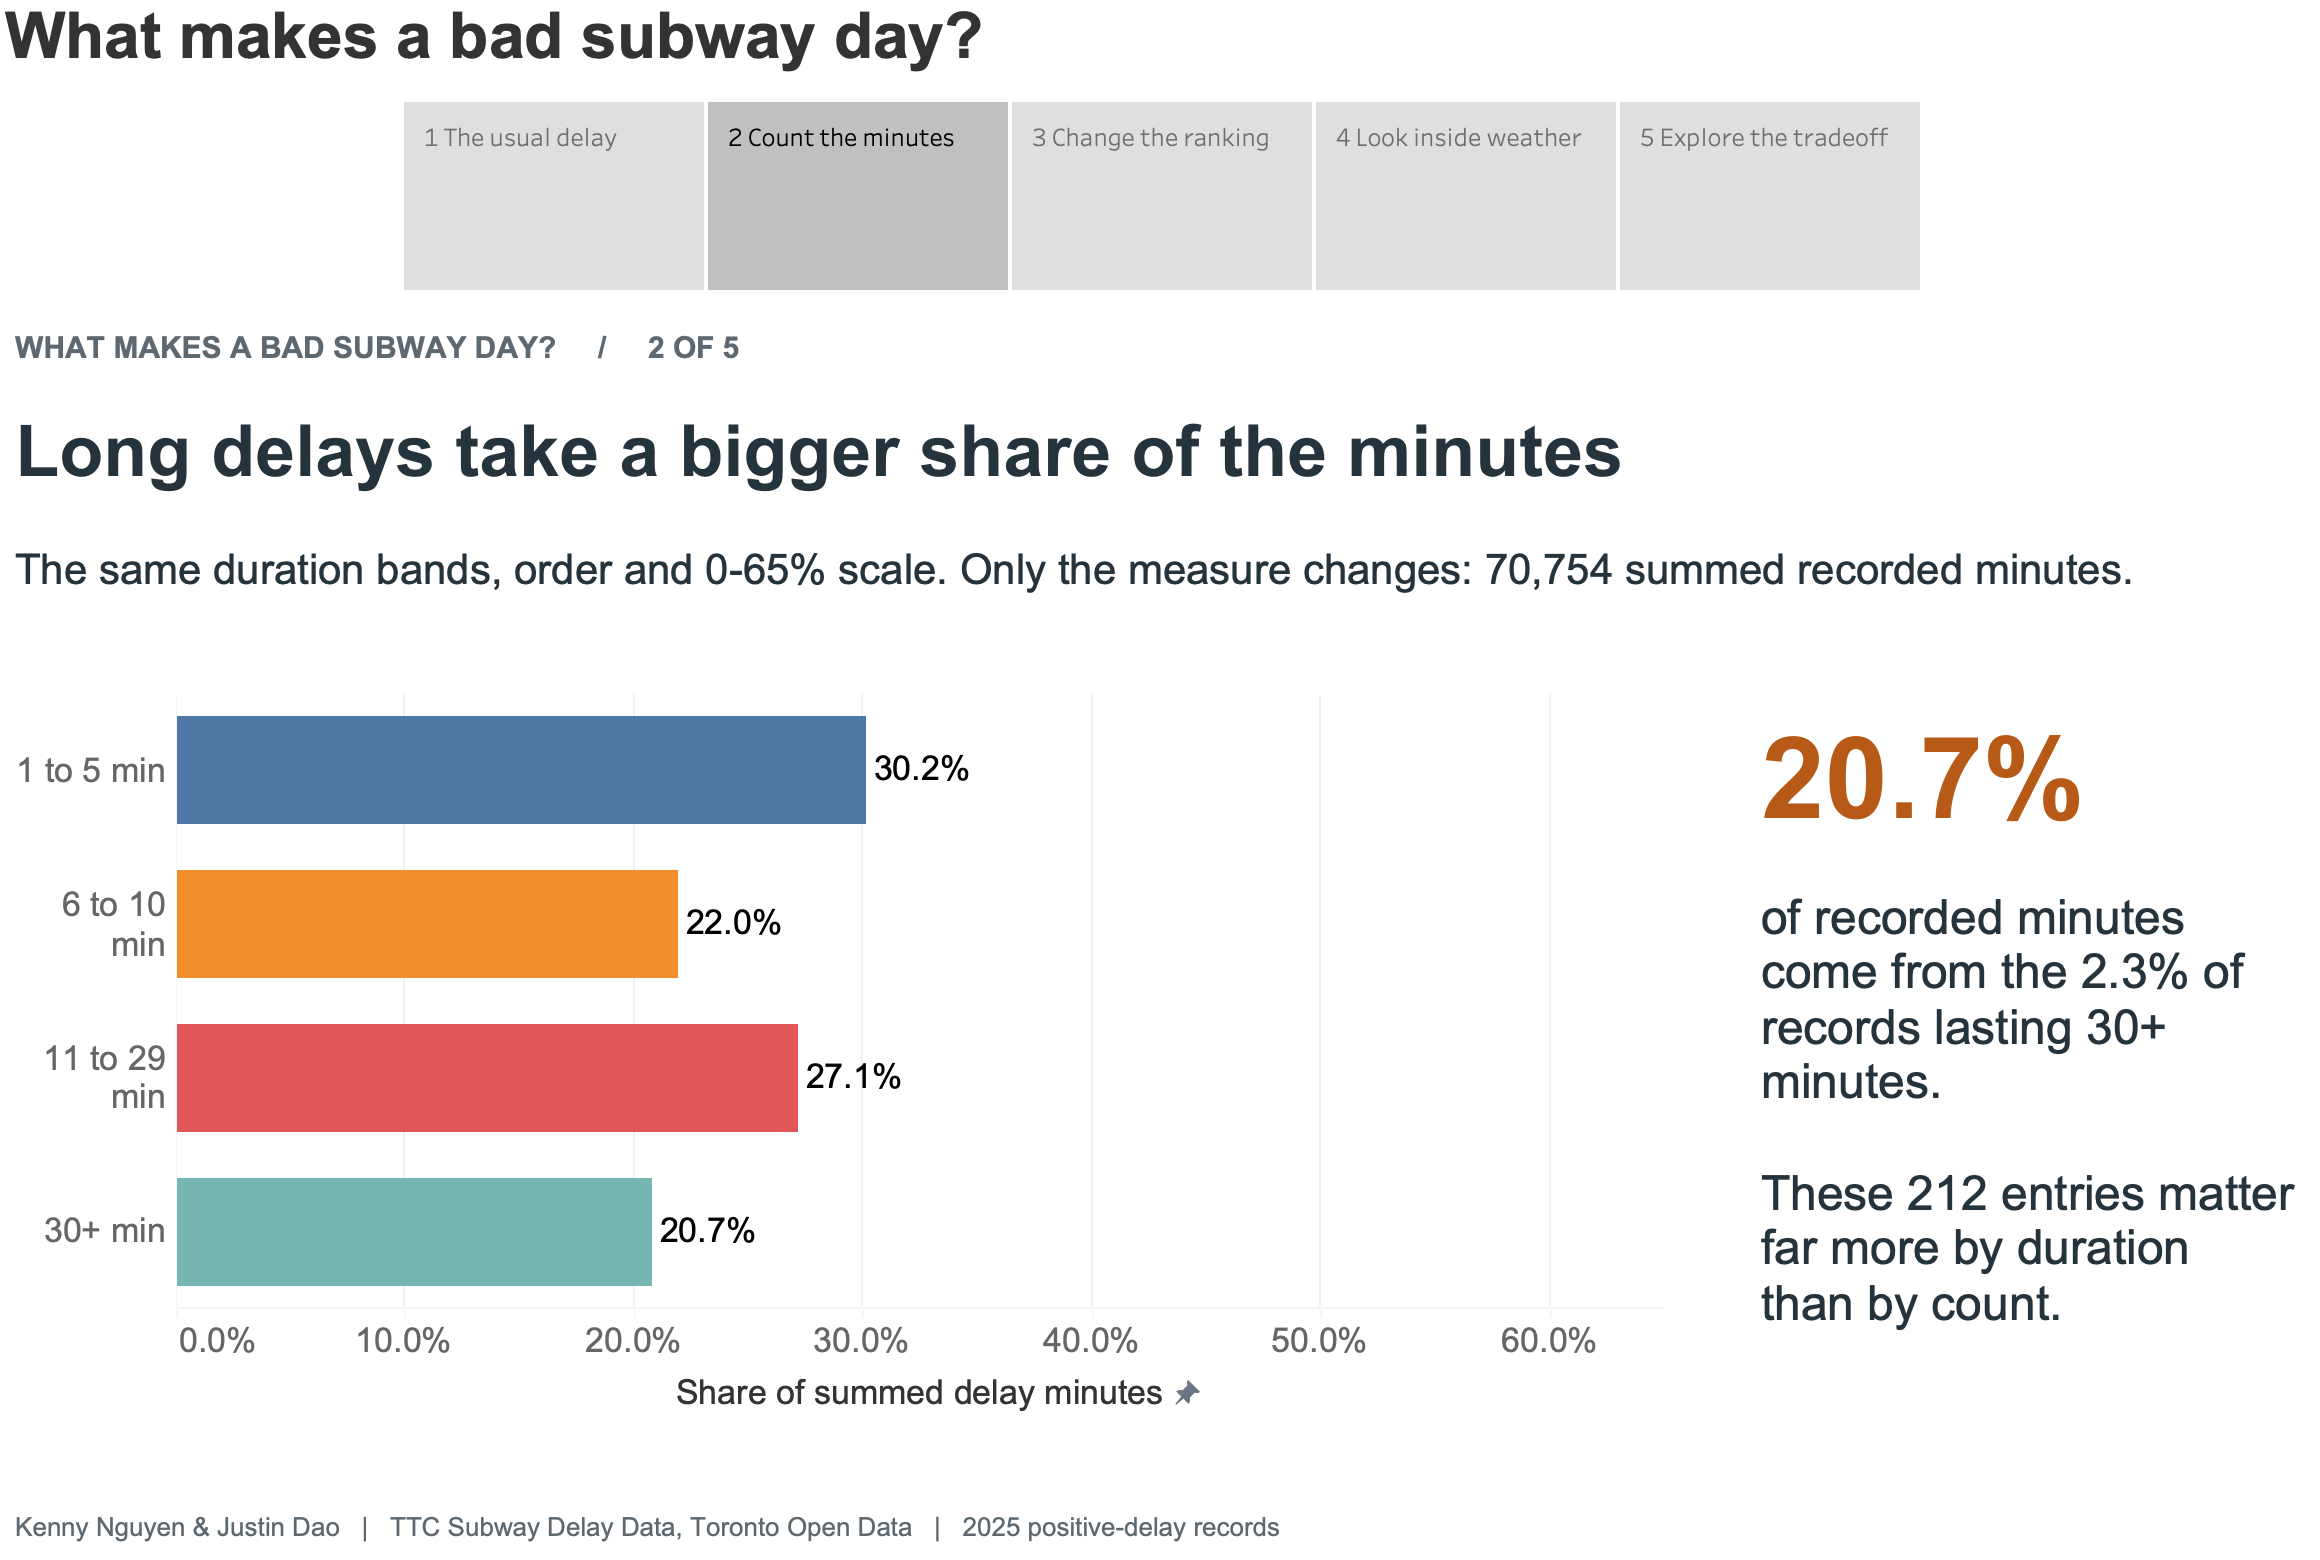 What makes a bad subway day?
1 The usual delay
2 Count the minutes
3 Change the ranking
4 Look inside weather
5 Explore the tradeoff
WHAT MAKES A BAD SUBWAY DAY? / 2 OF 5
Long delays take a bigger share of the minutes
The same duration bands, order and 0-65% scale. Only the measure changes: 70,754 summed recorded minutes.
1 to 5 min
30.2%
6 to 10
min
22.0%
11 to 29
min
27.1%
30+ min
20.7%
0.0% 10.0% 20.0% 30.0% 40.0% 50.0% 60.0%
Share of summed delay minutes
20.7%
of recorded minutes
come from the 2.3% of
records lasting 30+
minutes.
These 212 entries matter
far more by duration
than by count.
Kenny Nguyen & Justin Dao | TTC Subway Delay Data, Toronto Open Data | 2025 positive-delay records